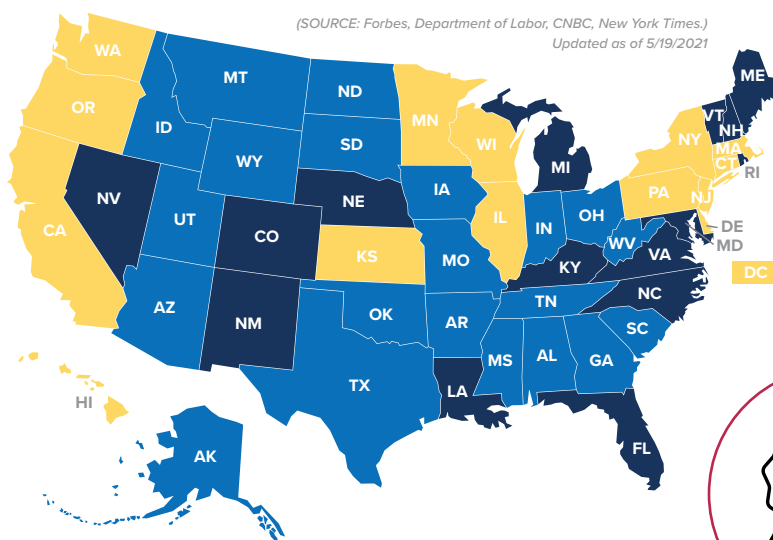 (SOURCE: Forbes, Department of Labor, CNBC, New York Times.)
Updated as of 5/19/2021
WA
MT
ND
MN
ME
OR
ID
SD
WI
VT
NH
NY
MA
CT
RI
WY
MI
IA
PA
NJ
NV
NE
IL
IN
OH
DE
MD
CA
UT
CO
KS
MO
WV
VA
KY
DC
AZ
NM
OK
AR
TN
NC
SC
TX
MS
AL
GA
LA
HI
FL
AK